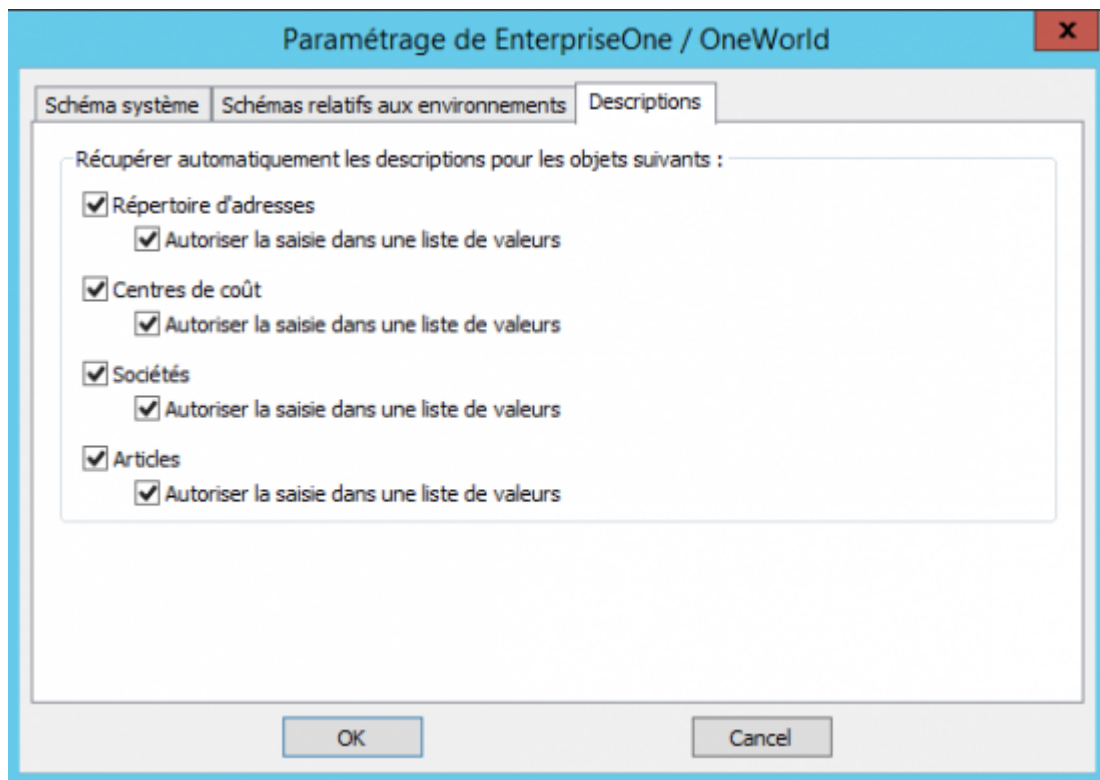 Paramétrage de EnterpriseOne / OneWorld
x
Schéma système
Schémas relatifs aux environnements
Descriptions
Récupérer automatiquement les descriptions pour les objets suivants :
Répertoire d'adresses
Autoriser la saisie dans une liste de valeurs
Centres de coût
Autoriser la saisie dans une liste de valeurs
Sociétés
Autoriser la saisie dans une liste de valeurs
Articles
Autoriser la saisie dans une liste de valeurs
OK
Cancel